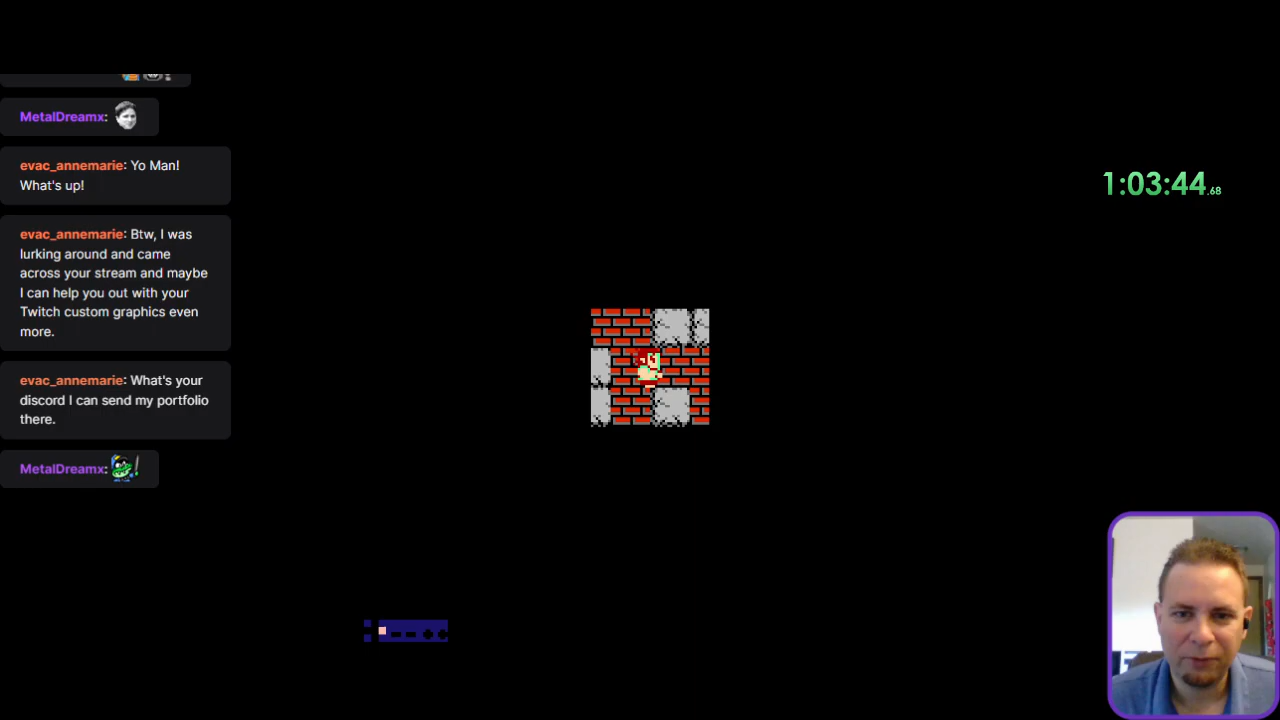 MetalDreamx:
evac_annemarie: Yo Man!
What's up!
evac_annemarie: Btw, I was
lurking around and came
across your stream and maybe
I can help you out with your
Twitch custom graphics even
more.
evac_annemarie: What's your
discord I can send my portfolio
there.
MetalDreamx:
1:03:44.68